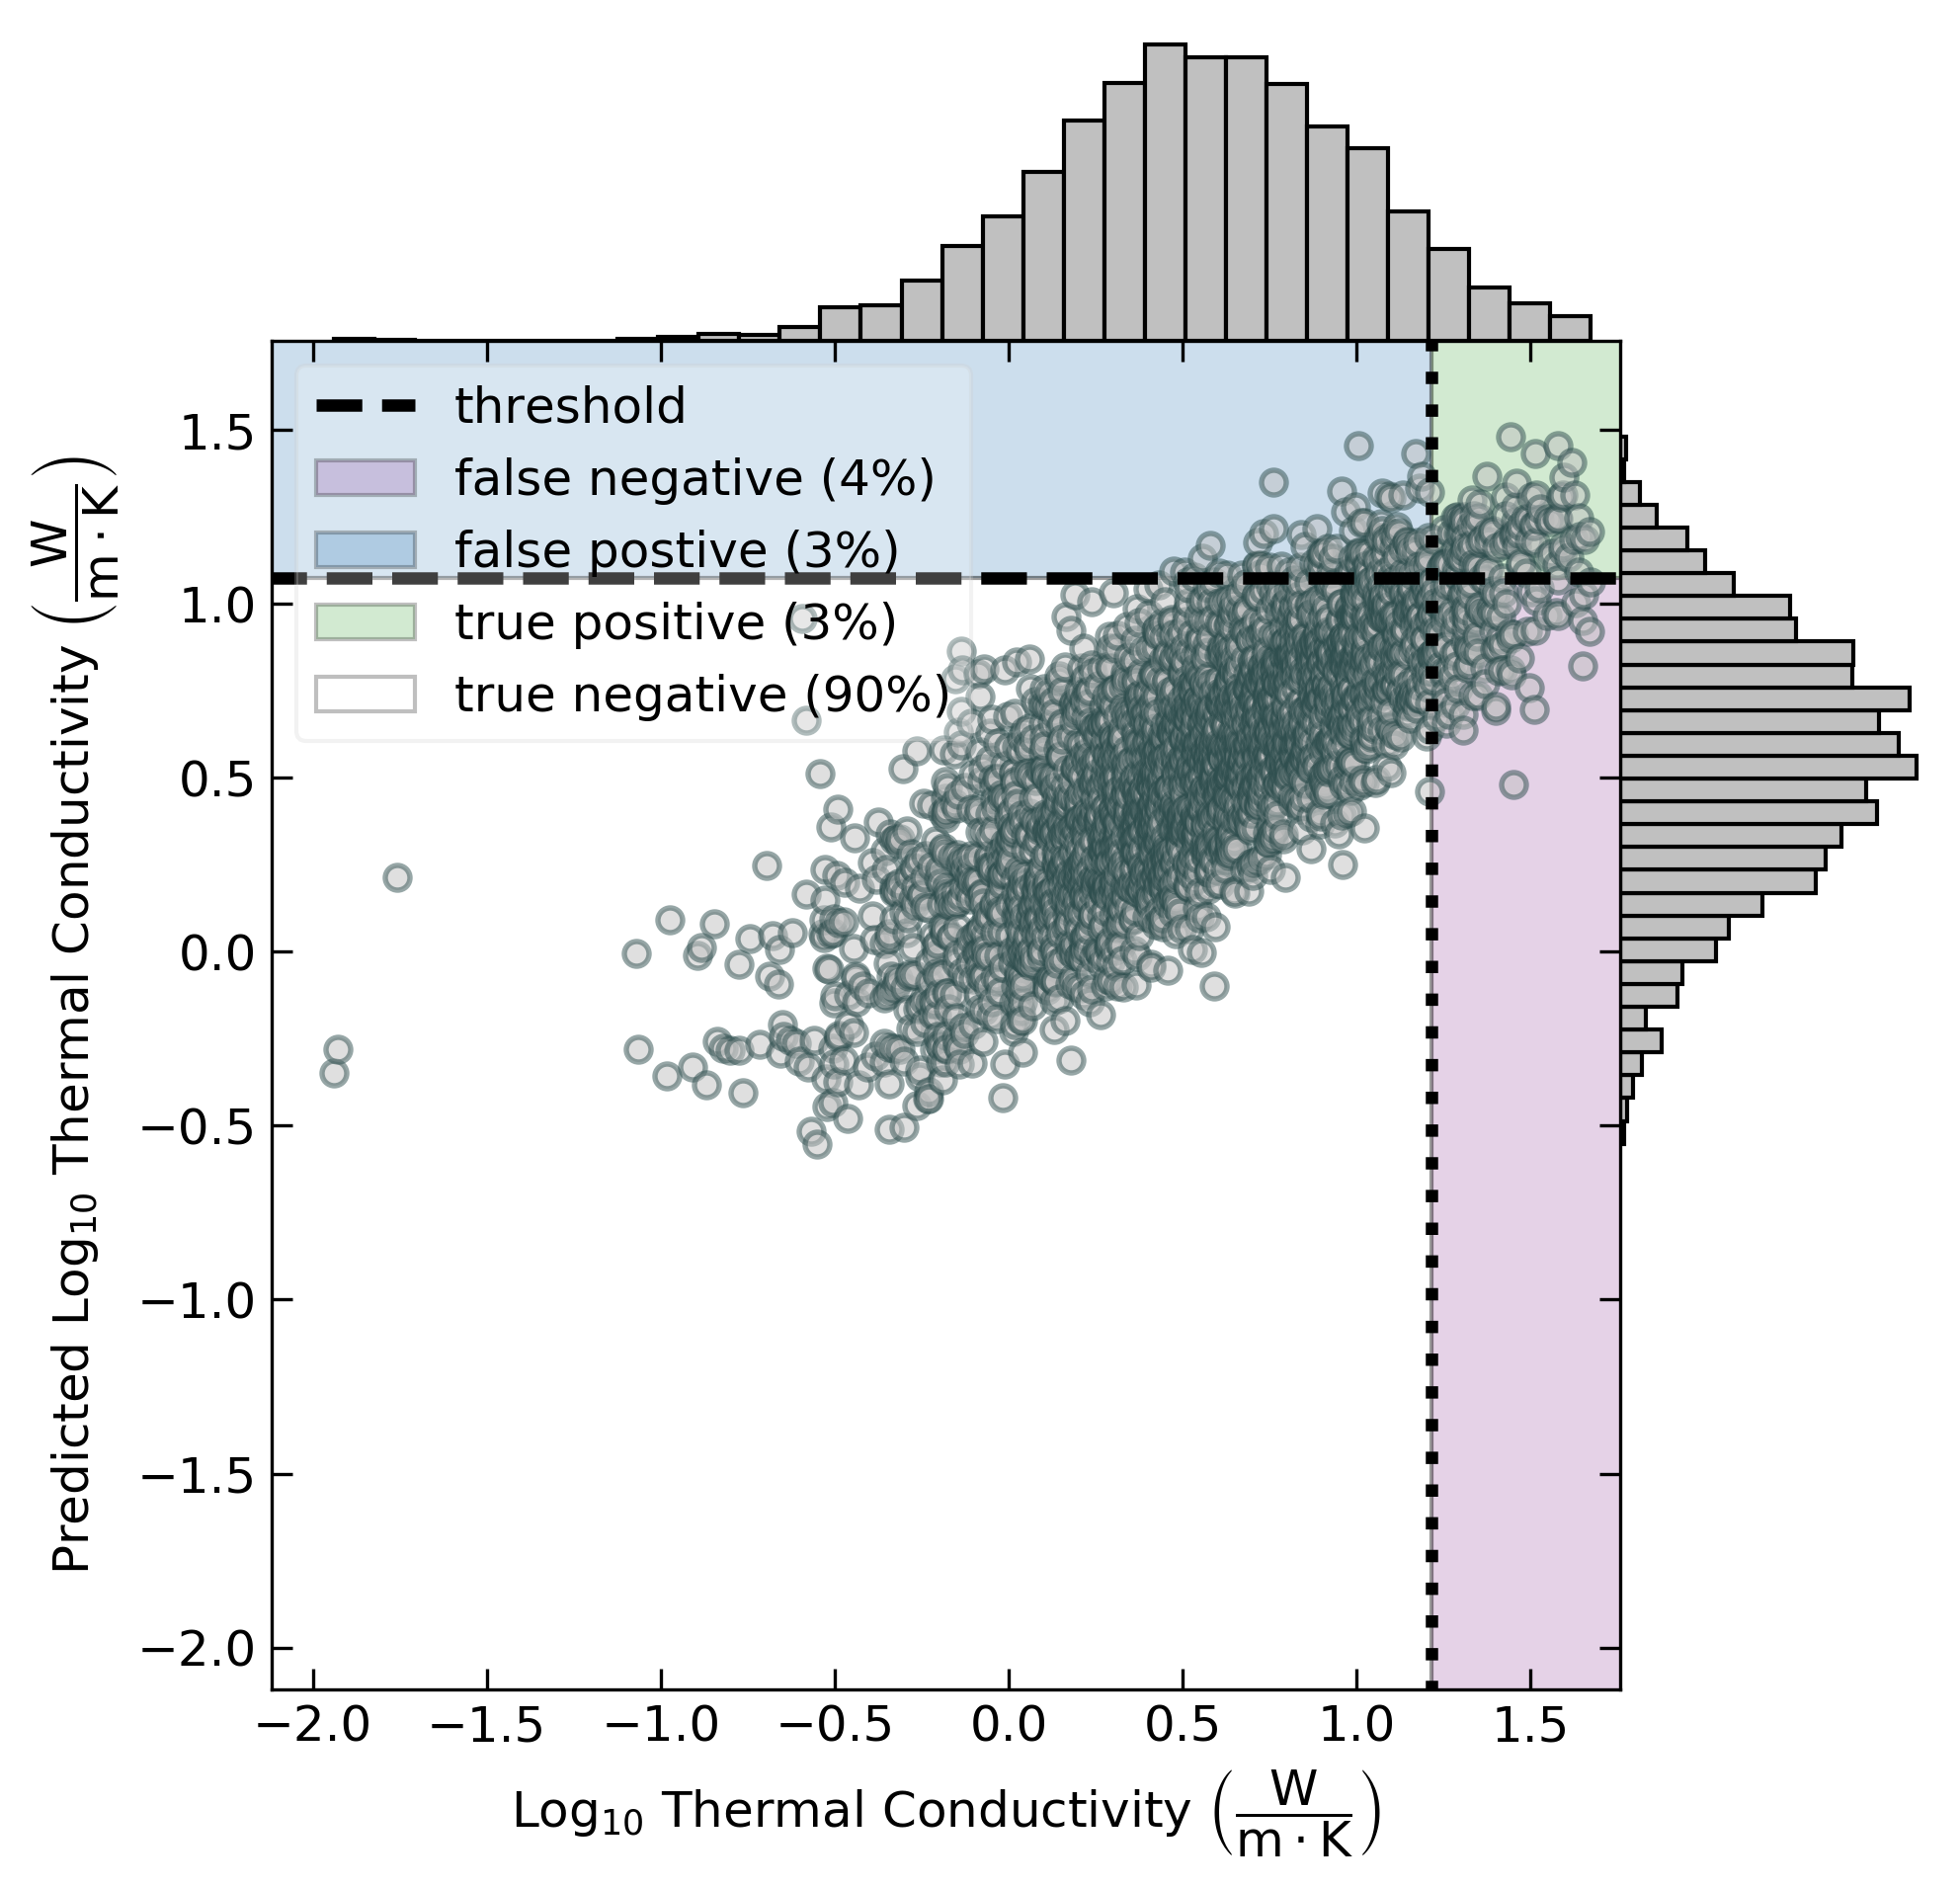 threshold
false negative (4%)
false postive (3%)
true positive (3%)
true negative (90%)
1.5
1.0
0.5
0.0
−0.5
−1.0
−1.5
−2.0
Predicted Log₁₀ Thermal Conductivity (W/(m · K))
−2.0 −1.5 −1.0 −0.5 0.0 0.5 1.0 1.5
Log₁₀ Thermal Conductivity (W/(m · K))